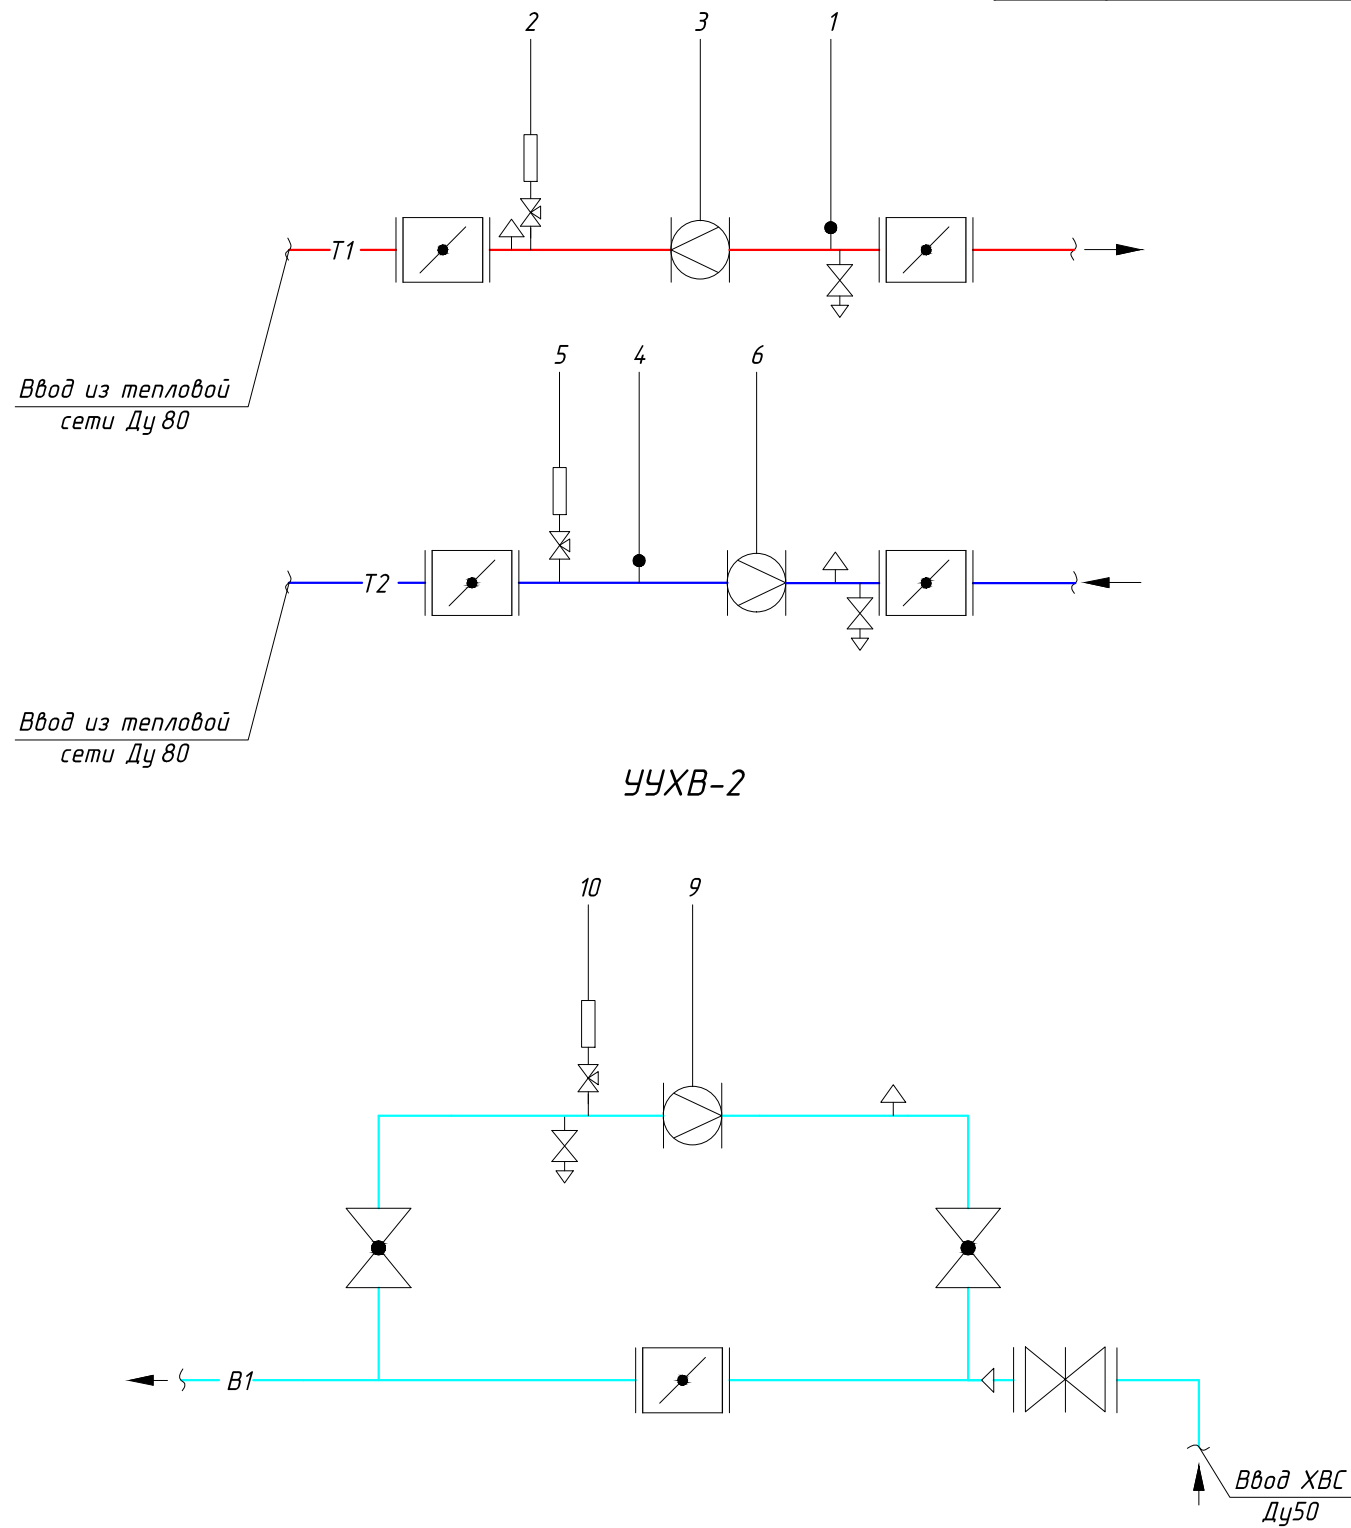 2 3 1
T1
Ввод из тепловой
сети Ду 80
5 4 6
T2
Ввод из тепловой
сети Ду 80
УУХВ-2
10 9
В1
Ввод ХВС
Ду50